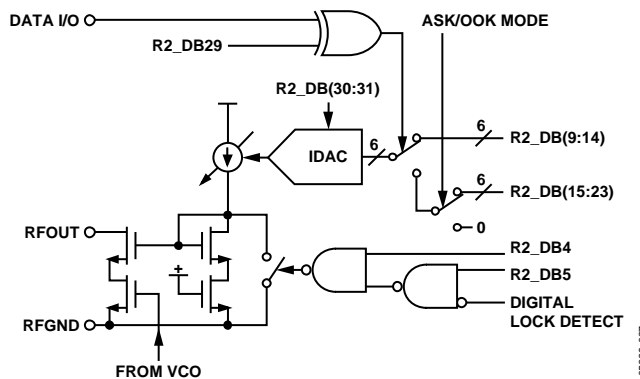 DATA I/O
ASK/OOK MODE
R2_DB29
R2_DB(30:31)
6
R2_DB(9:14)
6
IDAC
6
R2_DB(15:23)
0
RFOUT
R2_DB4
+
R2_DB5
DIGITAL
LOCK DETECT
RFGND
FROM VCO